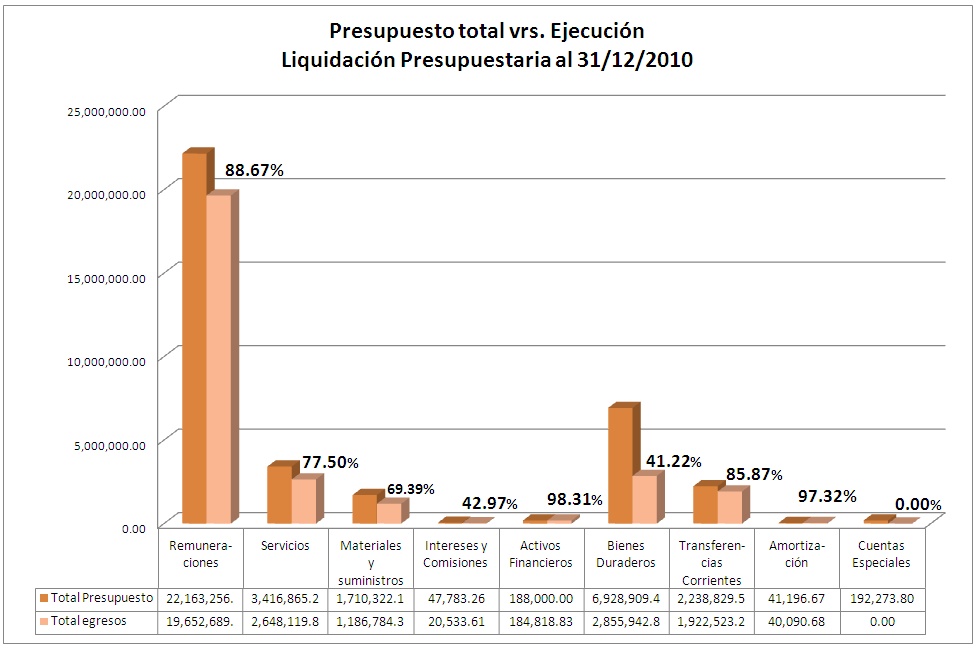 Presupuesto total vrs. Ejecución
Liquidación Presupuestaria al 31/12/2010
25,000,000.00
20,000,000.00
15,000,000.00
10,000,000.00
5,000,000.00
0.00
88.67%
77.50%
69.39%
42.97%
98.31%
41.22%
85.87%
97.32%
0.00%
Remunera-
ciones
Servicios
Materiales
y
suministros
Intereses y
Comisiones
Activos
Financieros
Bienes
Duraderos
Transferen-
cias
Corrientes
Amortiza-
ción
Cuentas
Especiales
Total Presupuesto 22,163,256. 3,416,865.2 1,710,322.1 47,783.26 188,000.00 6,928,909.4 2,238,829.5 41,196.67 192,273.80
Total egresos 19,652,689. 2,648,119.8 1,186,784.3 20,533.61 184,818.83 2,855,942.8 1,922,523.2 40,090.68 0.00